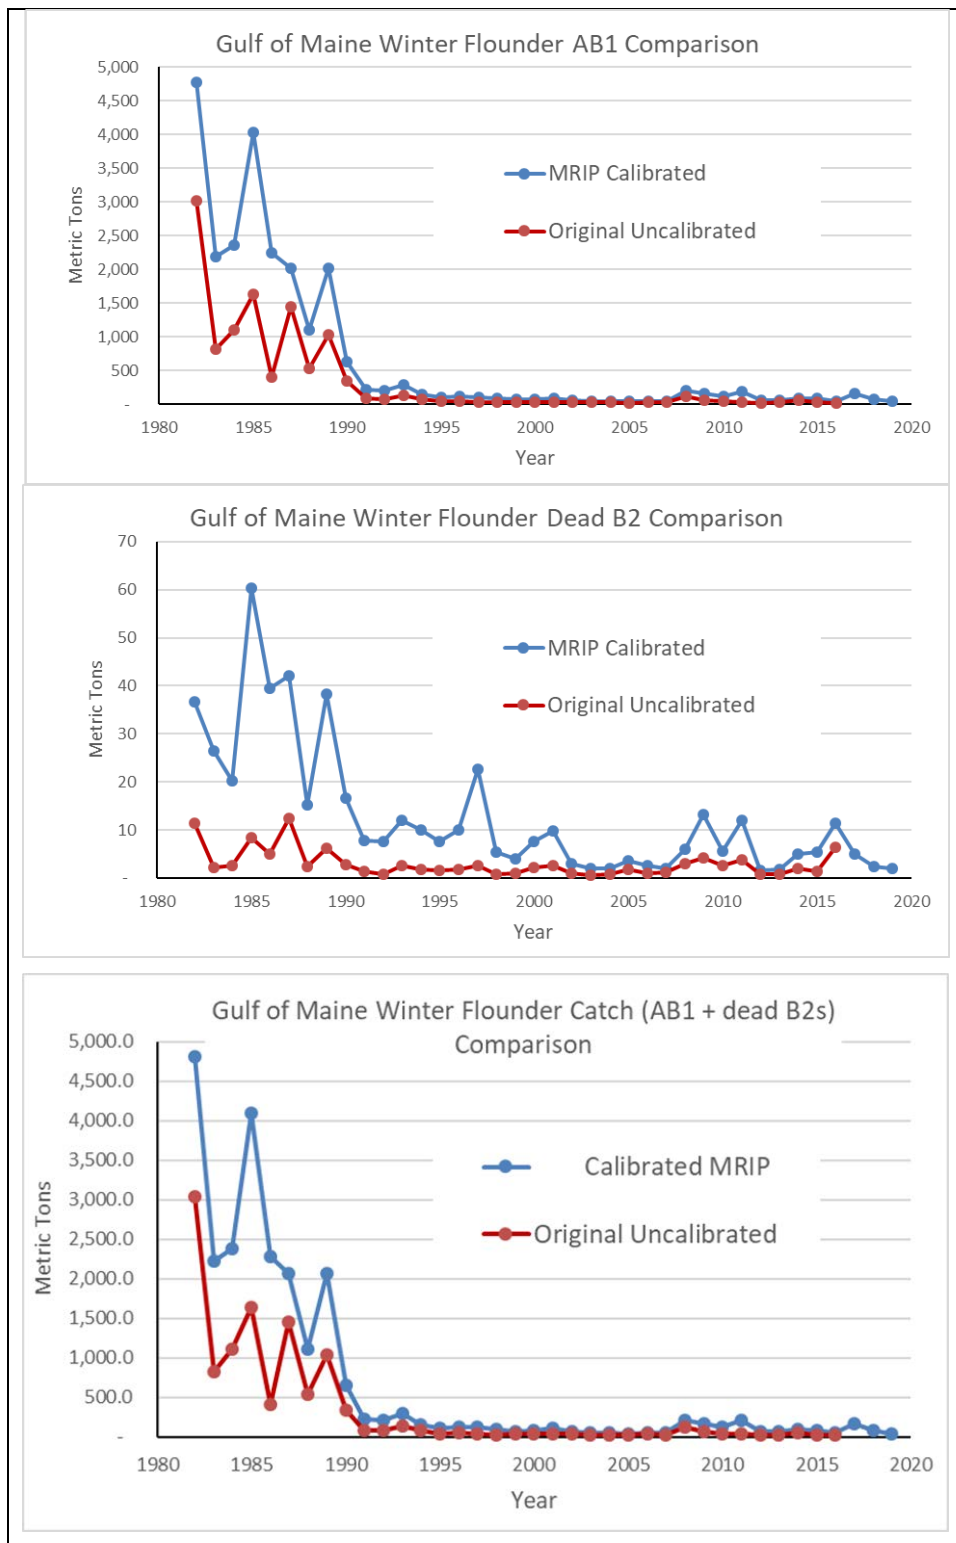 Gulf of Maine Winter Flounder AB1 Comparison
5,000
4,500
4,000
3,500
3,000
2,500
2,000
1,500
1,000
500
-
Metric Tons
MRIP Calibrated
Original Uncalibrated
1980 1985 1990 1995 2000 2005 2010 2015 2020
Year
Gulf of Maine Winter Flounder Dead B2 Comparison
70
60
50
40
30
20
10
-
Metric Tons
MRIP Calibrated
Original Uncalibrated
1980 1985 1990 1995 2000 2005 2010 2015 2020
Year
Gulf of Maine Winter Flounder Catch (AB1 + dead B2s)
Comparison
5,000.0
4,500.0
4,000.0
3,500.0
3,000.0
2,500.0
2,000.0
1,500.0
1,000.0
500.0
-
Metric Tons
Calibrated MRIP
Original Uncalibrated
1980 1985 1990 1995 2000 2005 2010 2015 2020
Year